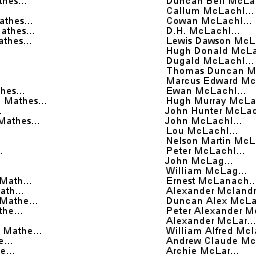 thes... Duncan Ben McLa
Callum McLachl...
athes... Cowan McLachl...
athes... D.H. McLachl...
athes... Lewis Dawson McL
Hugh Donald McLa
Dugald McLachl...
Thomas Duncan M
Marcus Edward Mc
hes... Ewan McLachl...
Mathes... Hugh Murray McLa
. John Hunter McLac
Mathes... John McLachl...
Lou McLachl...
Nelson Martin McL
. Peter McLachl...
John McLag...
William McLag...
Math... Ernest McLanach...
ath... Alexander Mclandr
Mathe... Duncan Alex McLa
the... Peter Alexander Mc
Alexander McLar...
Mathe... William Alfred Mcla
e... Andrew Claude Mc
e... Archie McLar...